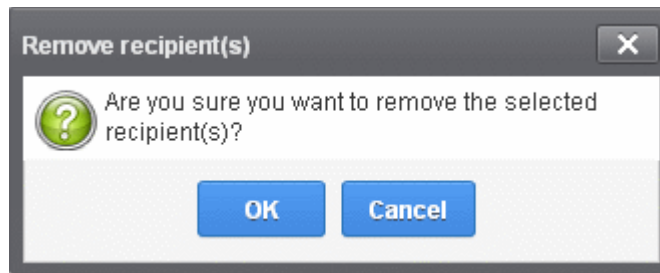 Remove recipient(s)
Are you sure you want to remove the selected
recipient(s)?
OK Cancel